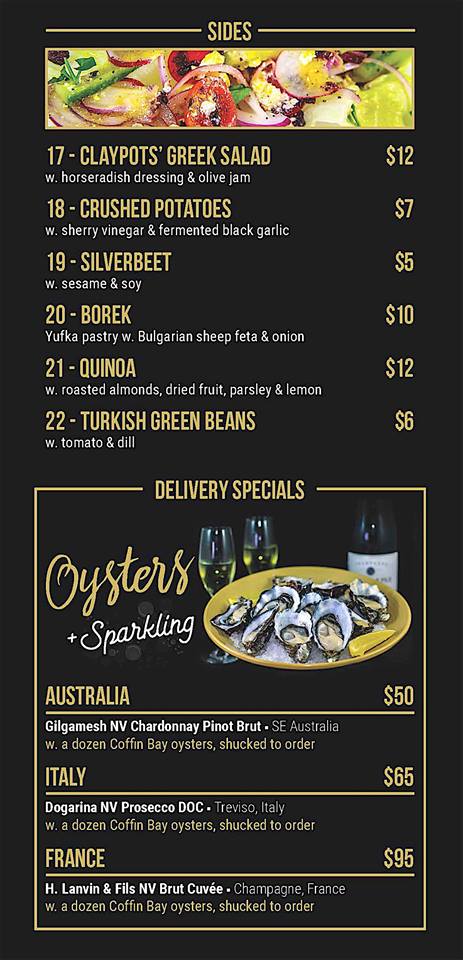 SIDES
17 - CLAYPOTS' GREEK SALAD $12
w. horseradish dressing & olive jam
18 - CRUSHED POTATOES $7
w. sherry vinegar & fermented black garlic
19 - SILVERBEET $5
w. sesame & soy
20 - BOREK $10
Yufka pastry w. Bulgarian sheep feta & onion
21 - QUINOA $12
w. roasted almonds, dried fruit, parsley & lemon
22 - TURKISH GREEN BEANS $6
w. tomato & dill
DELIVERY SPECIALS
Oysters
+ Sparkling
AUSTRALIA $50
Gilgamesh NV Chardonnay Pinot Brut • SE Australia
w. a dozen Coffin Bay oysters, shucked to order
ITALY $65
Dogarina NV Prosecco DOC • Treviso, Italy
w. a dozen Coffin Bay oysters, shucked to order
FRANCE $95
H. Lanvin & Fils NV Brut Cuvée • Champagne, France
w. a dozen Coffin Bay oysters, shucked to order